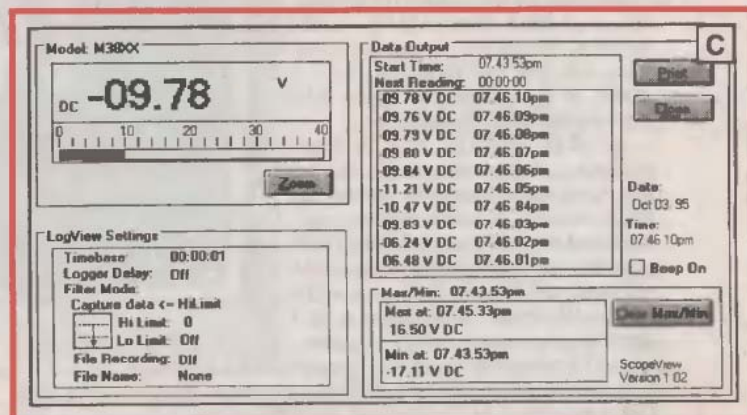 C
Model: M38XX
DC -09.78 V
0 10 20 30 40
Zoom
LogView Settings
Timebase: 00:00:01
Logger Delay: Off
Filter Mode:
Capture data <= HiLimit
Hi Limit: 0
Lo Limit: Off
File Recording: Off
File Name: None
Data Output
Start Time: 07.43.53pm
Next Reading: 00:00:00
-09.78 V DC 07.46.10pm
-09.76 V DC 07.46.09pm
-09.79 V DC 07.46.08pm
-09.80 V DC 07.46.07pm
-09.84 V DC 07.46.06pm
-11.21 V DC 07.46.05pm
-10.47 V DC 07.46.04pm
-09.83 V DC 07.46.03pm
-06.24 V DC 07.46.02pm
06.48 V DC 07.46.01pm
Print
Close
Date:
Oct 03. 95
Time:
07.46 10pm
Beep On
Max/Min: 07.43.53pm
Max at: 07.45.33pm
16.50 V DC
Min at: 07.43.53pm
-17.11 V DC
Clear Max/Min
ScopeView
Version 1.02